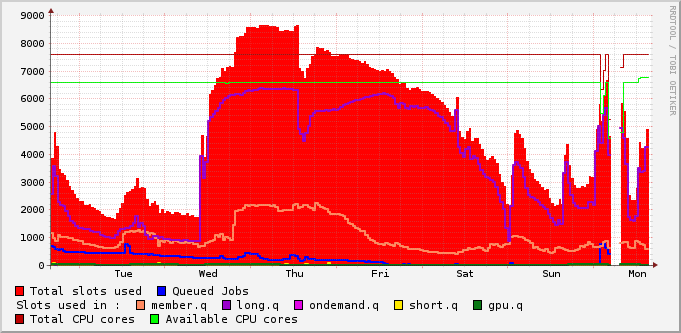 RRDTOOL / TOBI OETIKER
9000
8000
7000
6000
5000
4000
3000
2000
1000
0
Tue Wed Thu Fri Sat Sun Mon
Total slots used Queued Jobs
Slots used in : member.q long.q ondemand.q short.q gpu.q
Total CPU cores Available CPU cores